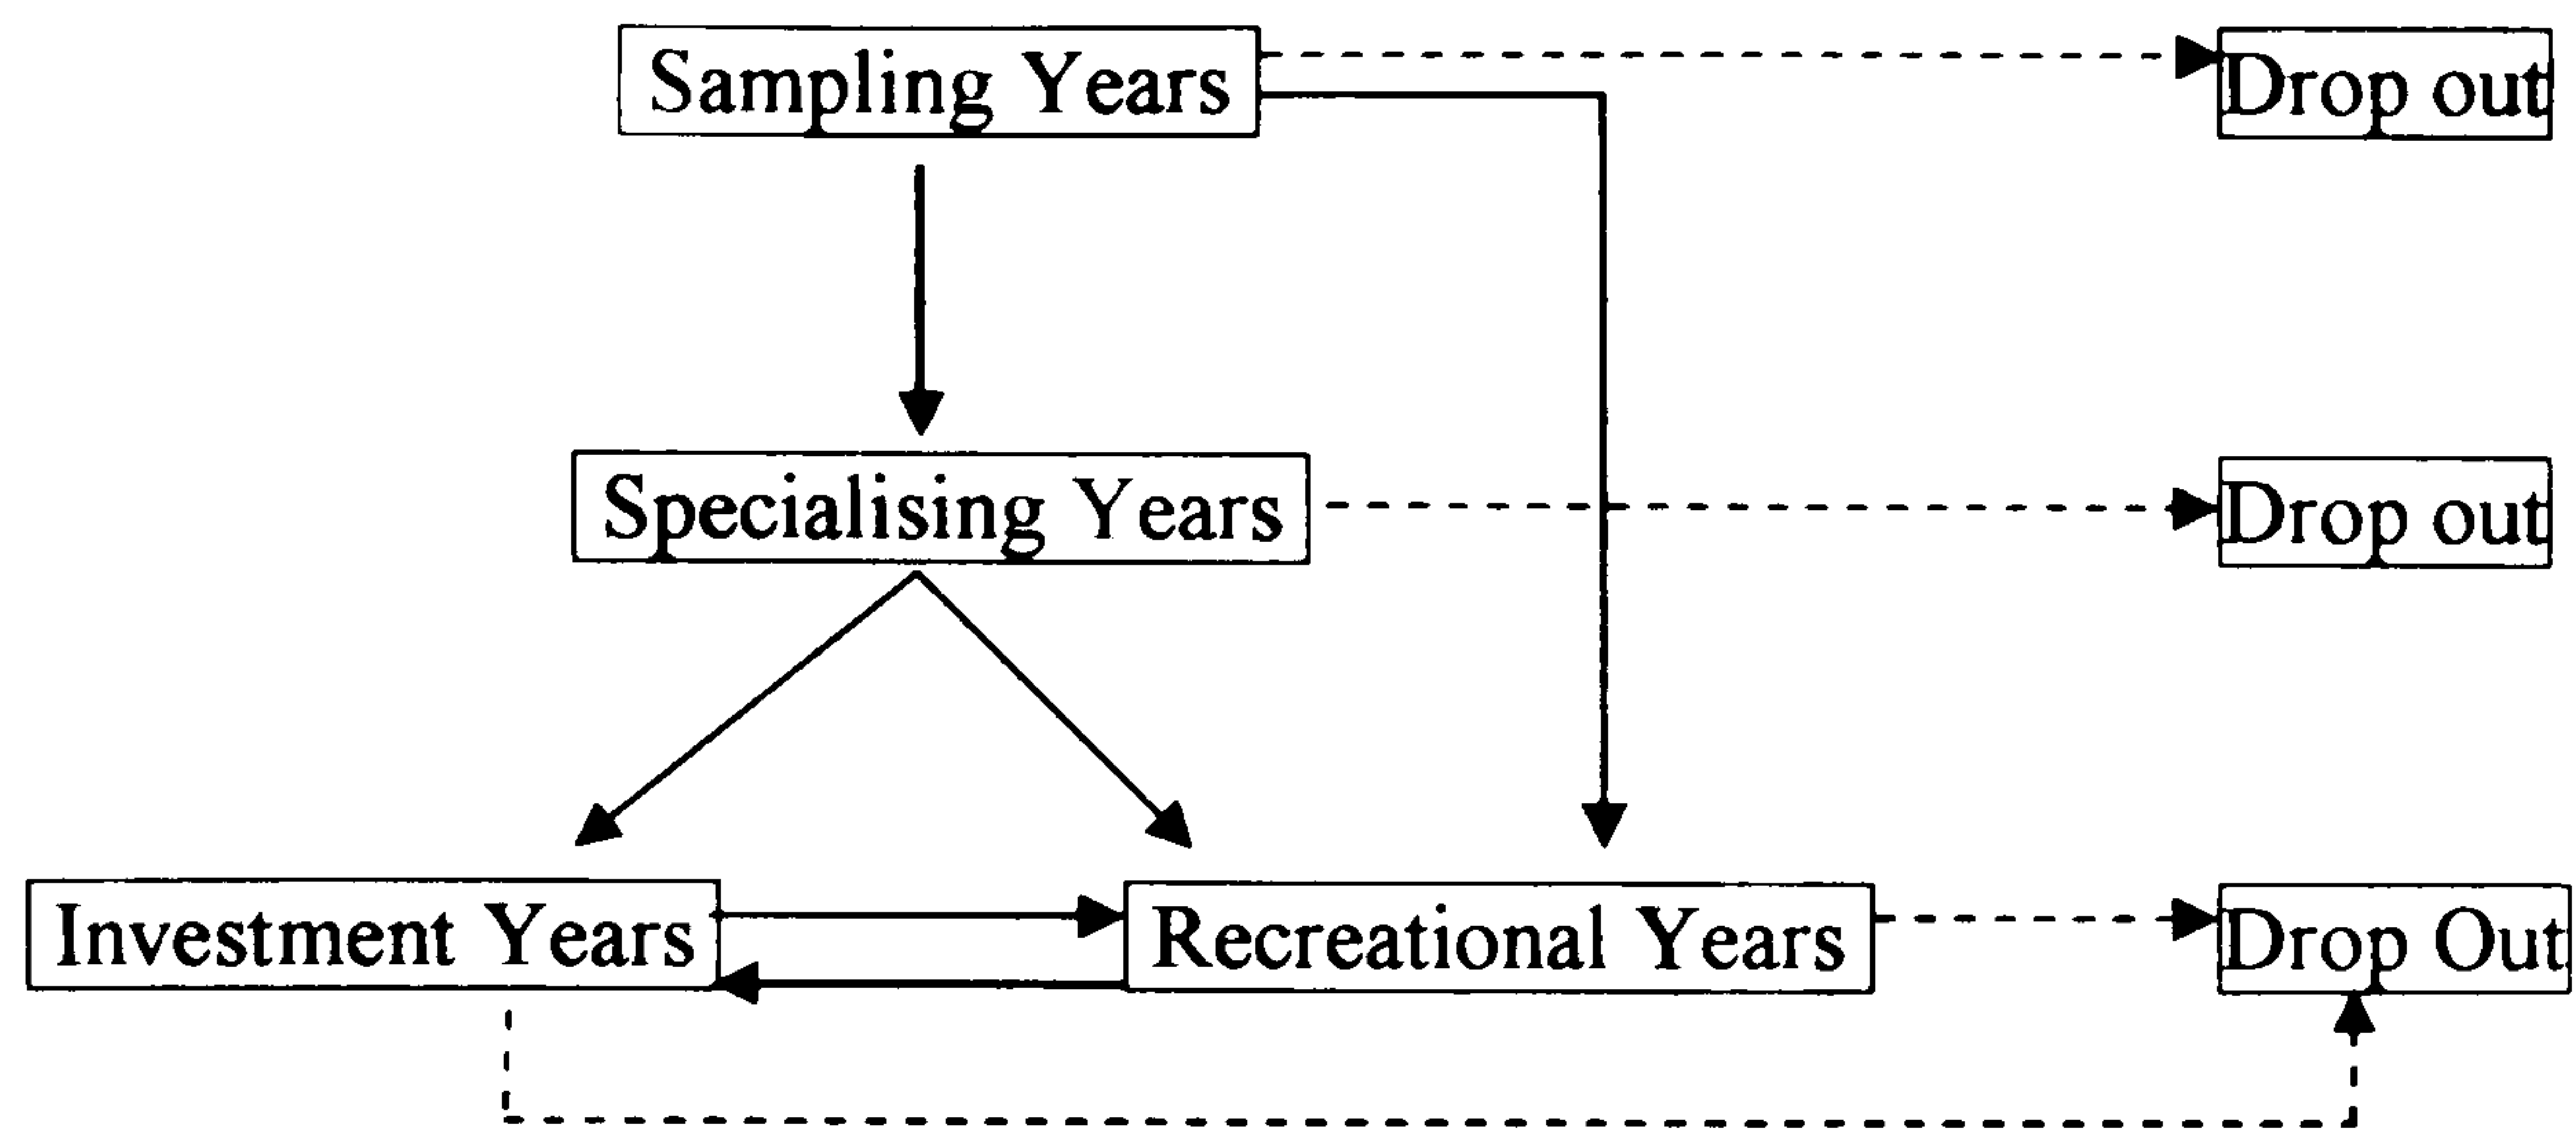 Sampling Years
Drop out
Specialising Years
Drop out
Investment Years
Recreational Years
Drop Out